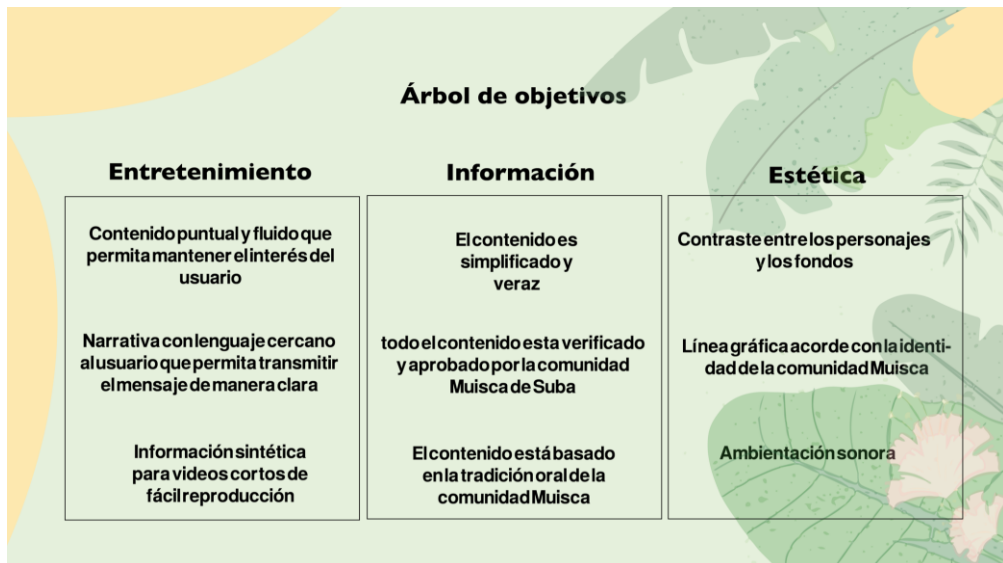 Árbol de objetivos
Entretenimiento
Contenido puntual y fluido que
permita mantener el interés del
usuario
Narrativa con lenguaje cercano
al usuario que permita transmitir
el mensaje de manera clara
Información sintética
para videos cortos de
fácil reproducción
Información
El contenido es
simplificado y
veraz
todo el contenido esta verificado
y aprobado por la comunidad
Muisca de Suba
El contenido está basado
en la tradición oral de la
comunidad Muisca
Estética
Contraste entre los personajes
y los fondos
Línea gráfica acorde con la identi-
dad de la comunidad Muisca
Ambientación sonora